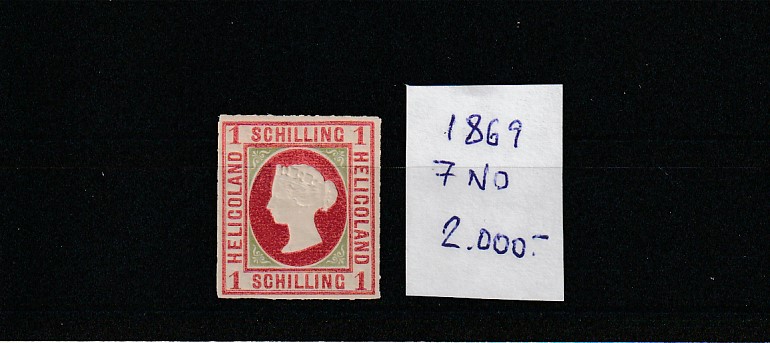 1 SCHILLING 1
HELIGOLAND
HELIGOLAND
1 SCHILLING 1
1869
7 NO
2.000.-